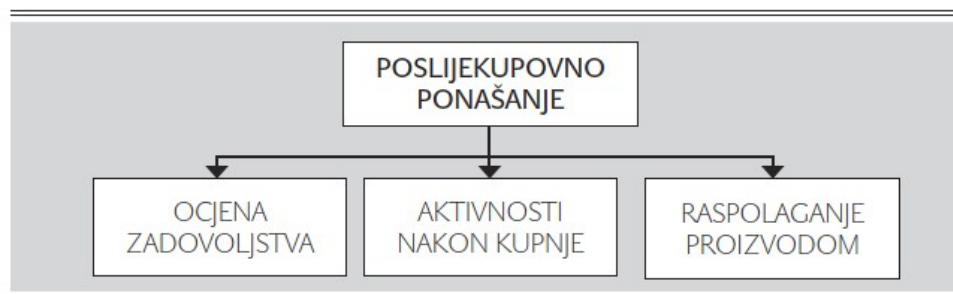 POSLIJEKUPOVNO
PONAŠANJE
OCJENA
ZADOVOLJSTVA
AKTIVNOSTI
NAKON KUPNJE
RASPOLAGANJE
PROIZVODOM